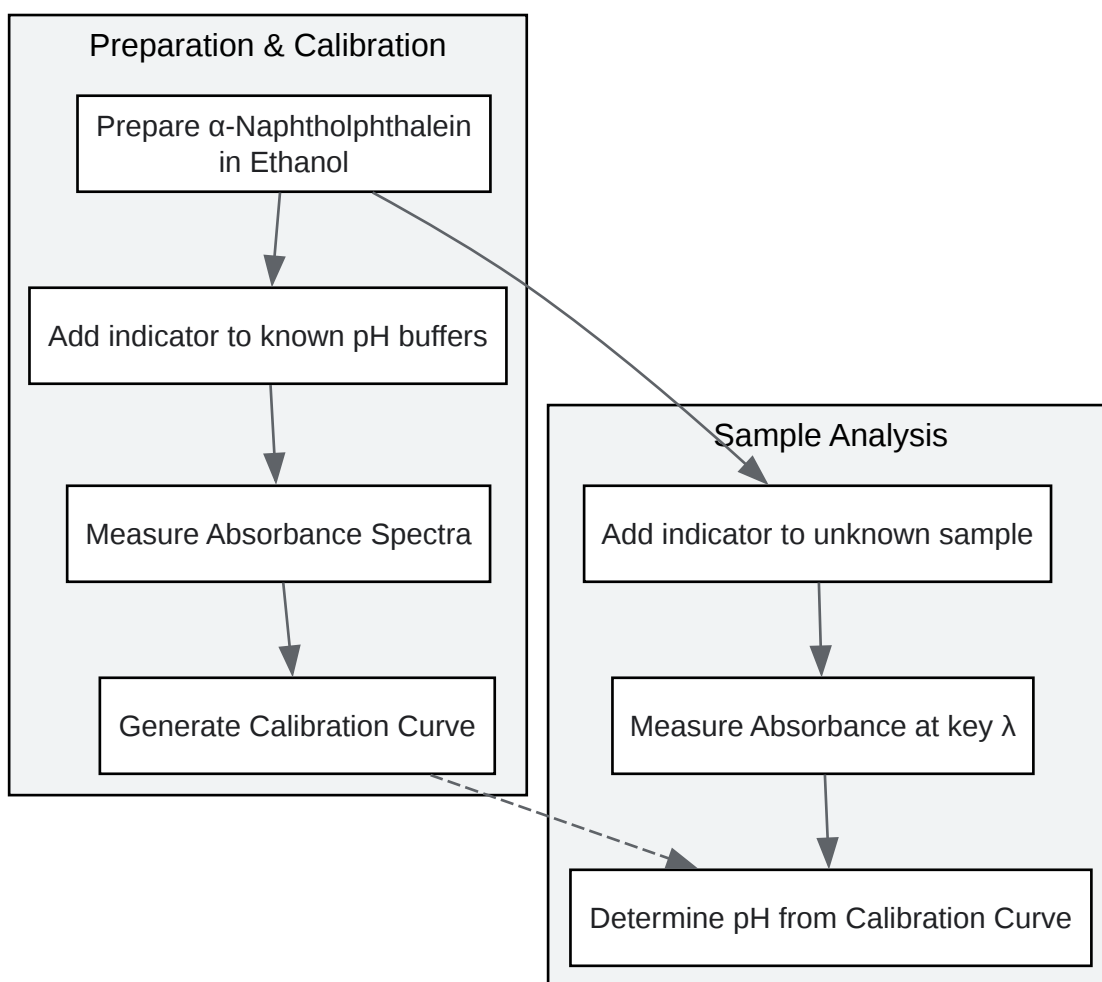 Preparation & Calibration
Prepare α-Naphtholphthalein
in Ethanol
Add indicator to known pH buffers
Measure Absorbance Spectra
Generate Calibration Curve
Sample Analysis
Add indicator to unknown sample
Measure Absorbance at key λ
Determine pH from Calibration Curve